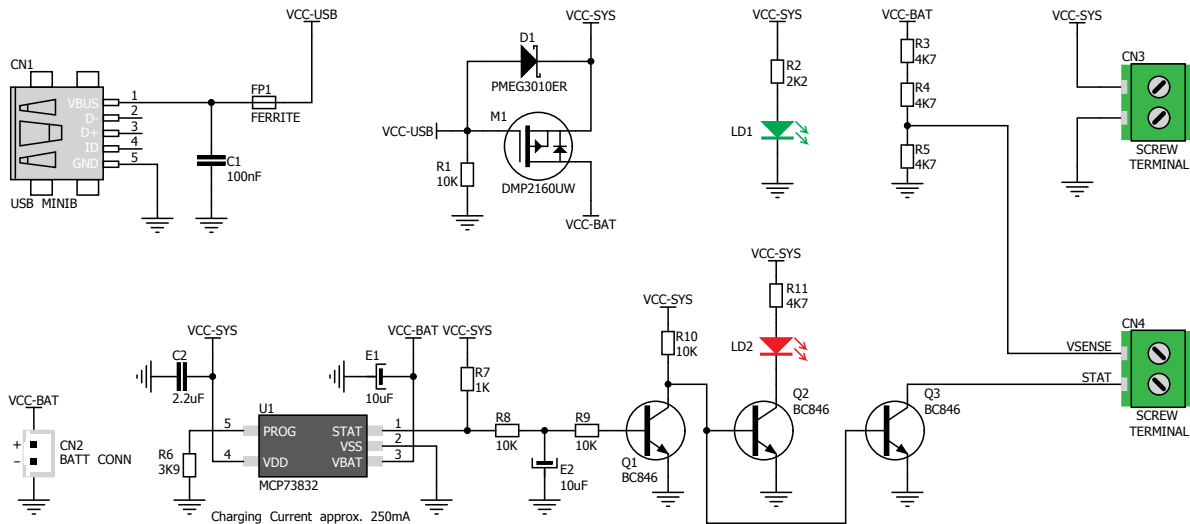 VCC-USB
CN1
VBUS
D-
D+
ID
GND
1
2
3
4
5
USB MINIB
FP1
FERRITE
C1
100nF
VCC-SYS
D1
PMEG3010ER
M1
VCC-USB
R1
10K
DMP2160UW
VCC-BAT
VCC-SYS
R2
2K2
LD1
VCC-BAT
R3
4K7
R4
4K7
R5
4K7
VCC-SYS
CN3
SCREW
TERMINAL
VCC-BAT
+
-
CN2
BATT CONN
VCC-SYS
C2
2.2uF
R6
3K9
U1
5
PROG
4
VDD
STAT
1
VSS
2
VBAT
3
MCP73832
Charging Current approx. 250mA
VCC-BAT
E1
10uF
VCC-SYS
R7
1K
R8
10K
R9
10K
E2
10uF
VCC-SYS
R10
10K
Q1
BC846
VCC-SYS
R11
4K7
LD2
Q2
BC846
Q3
BC846
CN4
VSENSE
STAT
SCREW
TERMINAL